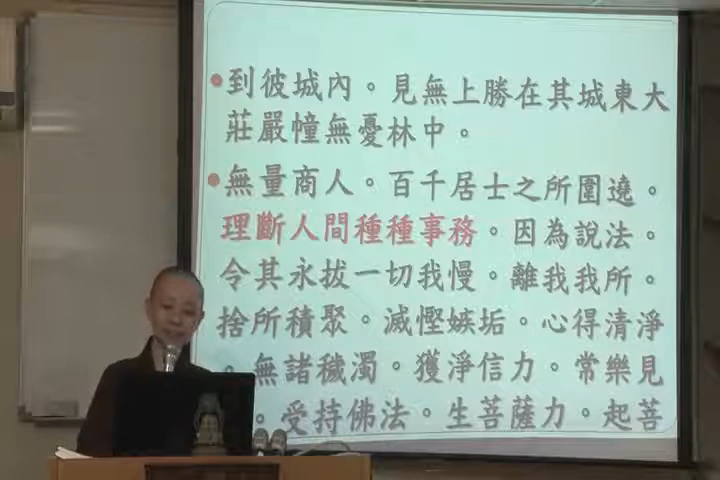 •到彼城內。見無上勝在其城東大
莊嚴幢無憂林中。
•無量商人。百千居士之所圍遶。
理斷人間種種事務。因為說法。
令其永拔一切我慢。離我我所。
捨所積聚。滅慳嫉垢。心得清淨
。無諸穢濁。獲淨信力。常樂見
。受持佛法。生菩薩力。起菩